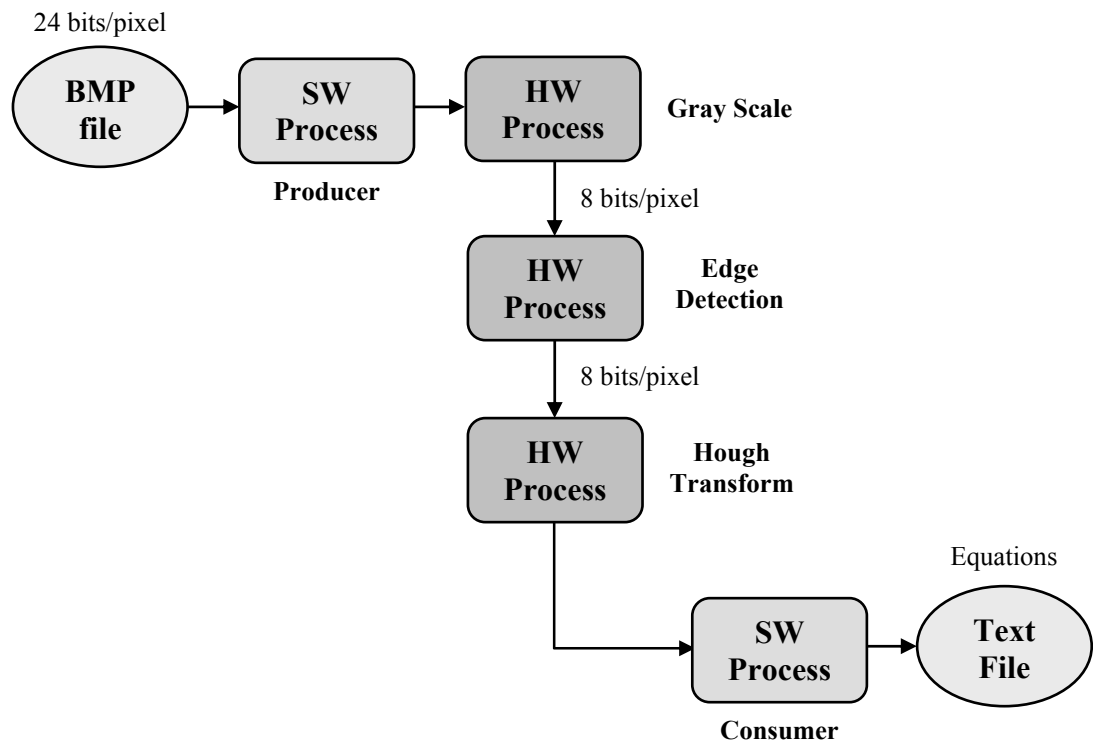 24 bits/pixel
BMP
file
SW
Process
Producer
HW
Process
Gray Scale
8 bits/pixel
HW
Process
Edge
Detection
8 bits/pixel
HW
Process
Hough
Transform
SW
Process
Consumer
Equations
Text
File